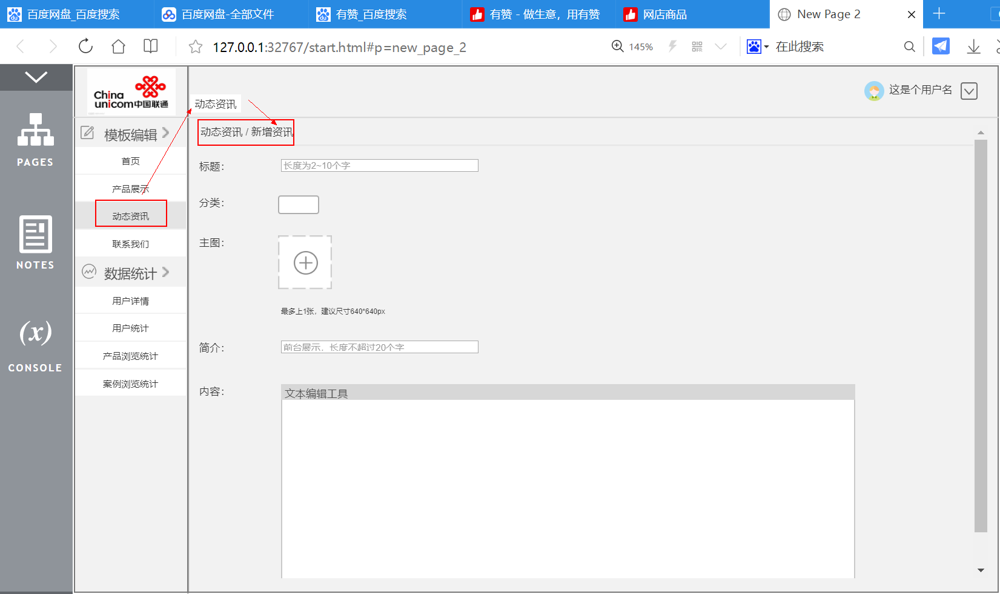 百度网盘_百度搜索
百度网盘-全部文件
有赞_百度搜索
有赞 - 做生意，用有赞
网店商品
New Page 2
127.0.0.1:32767/start.html#p=new_page_2
145%
在此搜索
PAGES
NOTES
(x)
CONSOLE
China
unicom中国联通
动态资讯
这是个用户名
模板编辑
首页
产品展示
动态资讯
联系我们
数据统计
用户详情
用户统计
产品浏览统计
案例浏览统计
动态资讯 / 新增资讯
标题：
长度为2~10个字
分类：
主图：
最多上1张，建议尺寸640*640px
简介：
前台展示，长度不超过20个字
内容：
文本编辑工具